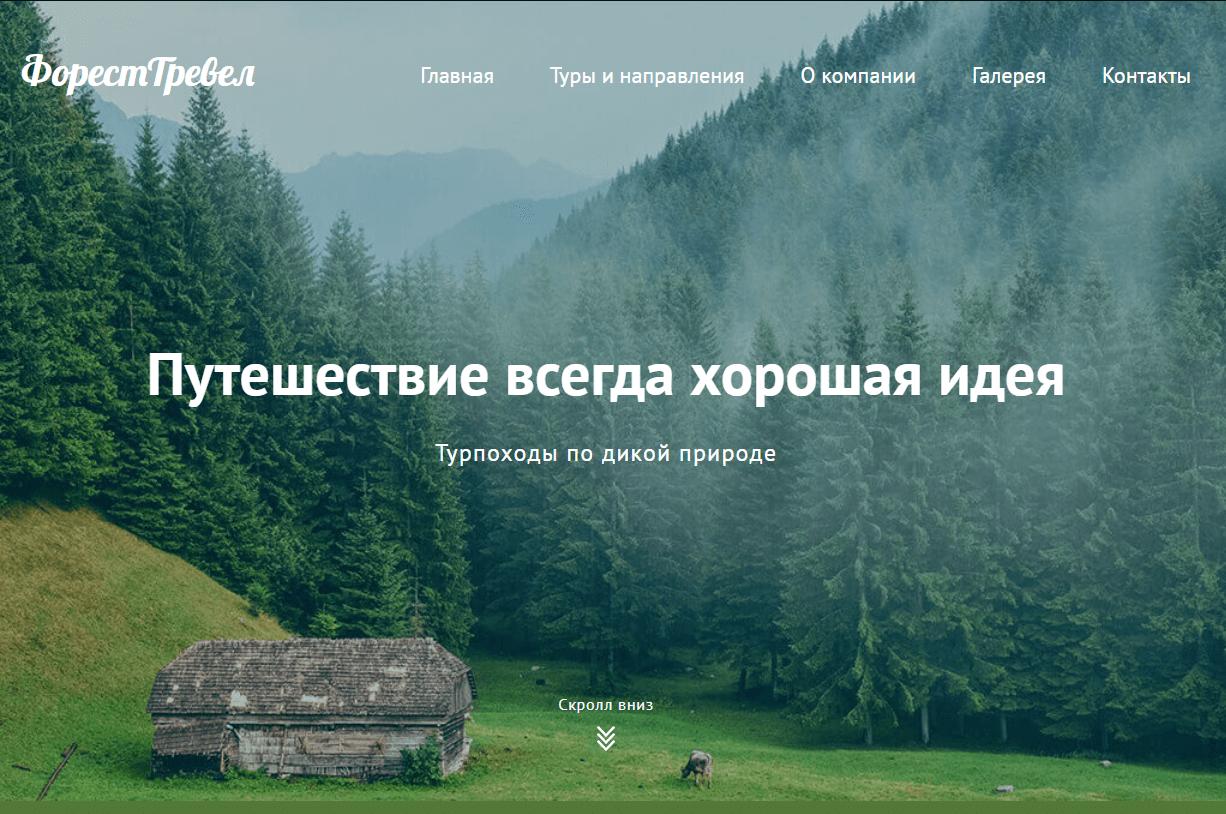 ФорестТревел
Главная Туры и направления О компании Галерея Контакты
Путешествие всегда хорошая идея
Турпоходы по дикой природе
Скролл вниз